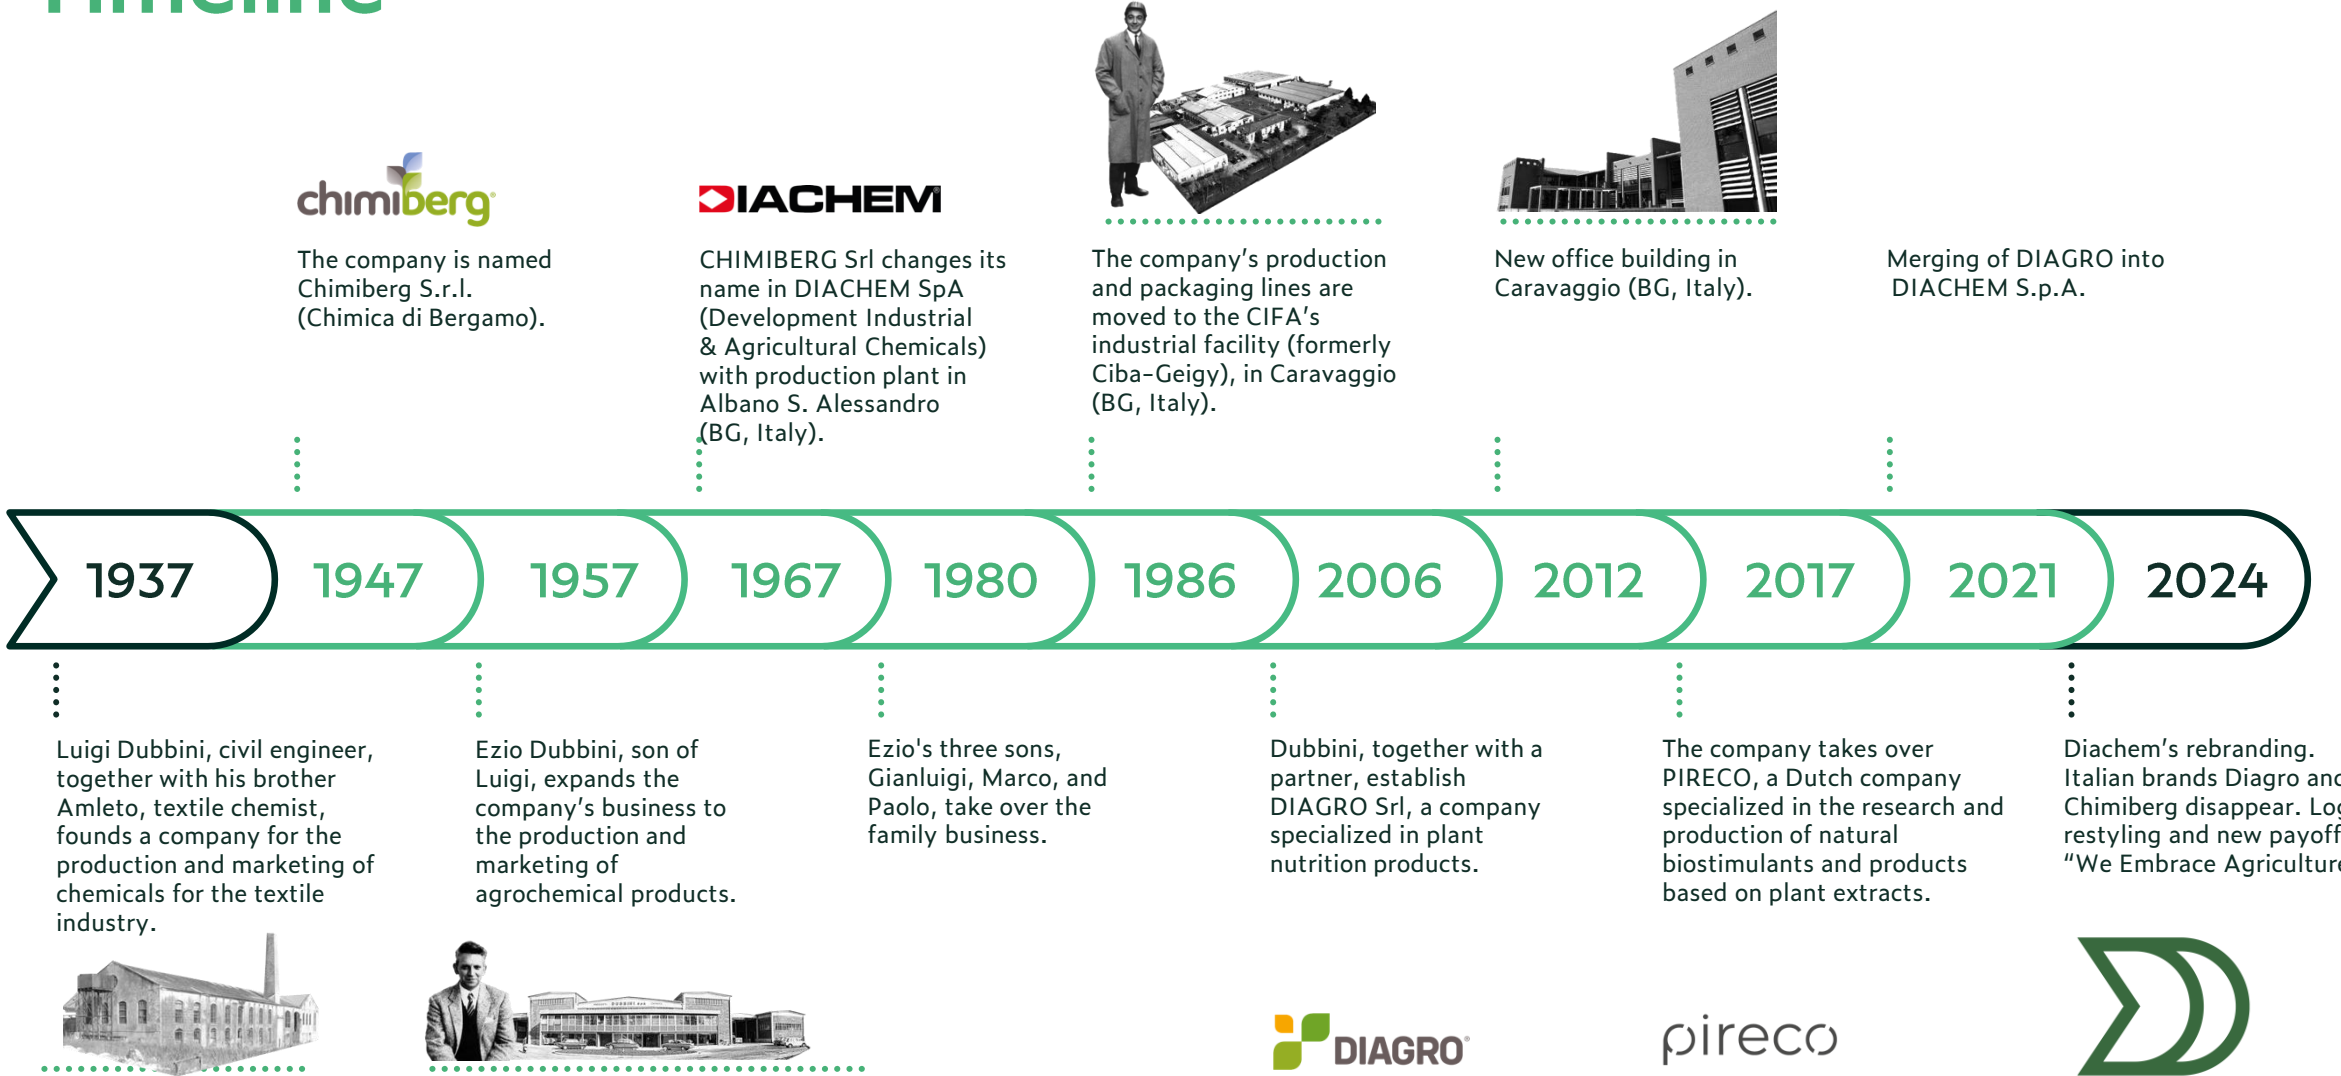 Timeline
chimiberg
The company is named
Chimiberg S.r.l.
(Chimica di Bergamo).
DIACHEM
CHIMIBERG Srl changes its
name in DIACHEM SpA
(Development Industrial
& Agricultural Chemicals)
with production plant in
Albano S. Alessandro
(BG, Italy).
The company’s production
and packaging lines are
moved to the CIFA’s
industrial facility (formerly
Ciba-Geigy), in Caravaggio
(BG, Italy).
New office building in
Caravaggio (BG, Italy).
Merging of DIAGRO into
DIACHEM S.p.A.
1937 1947 1957 1967 1980 1986 2006 2012 2017 2021 2024
Luigi Dubbini, civil engineer,
together with his brother
Amleto, textile chemist,
founds a company for the
production and marketing of
chemicals for the textile
industry.
Ezio Dubbini, son of
Luigi, expands the
company’s business to
the production and
marketing of
agrochemical products.
DUBBINI
Ezio's three sons,
Gianluigi, Marco, and
Paolo, take over the
family business.
Dubbini, together with a
partner, establish
DIAGRO Srl, a company
specialized in plant
nutrition products.
DIAGRO
The company takes over
PIRECO, a Dutch company
specialized in the research and
production of natural
biostimulants and products
based on plant extracts.
pireco
Diachem’s rebranding.
Italian brands Diagro and
Chimiberg disappear. Log
restyling and new payoff
“We Embrace Agriculture